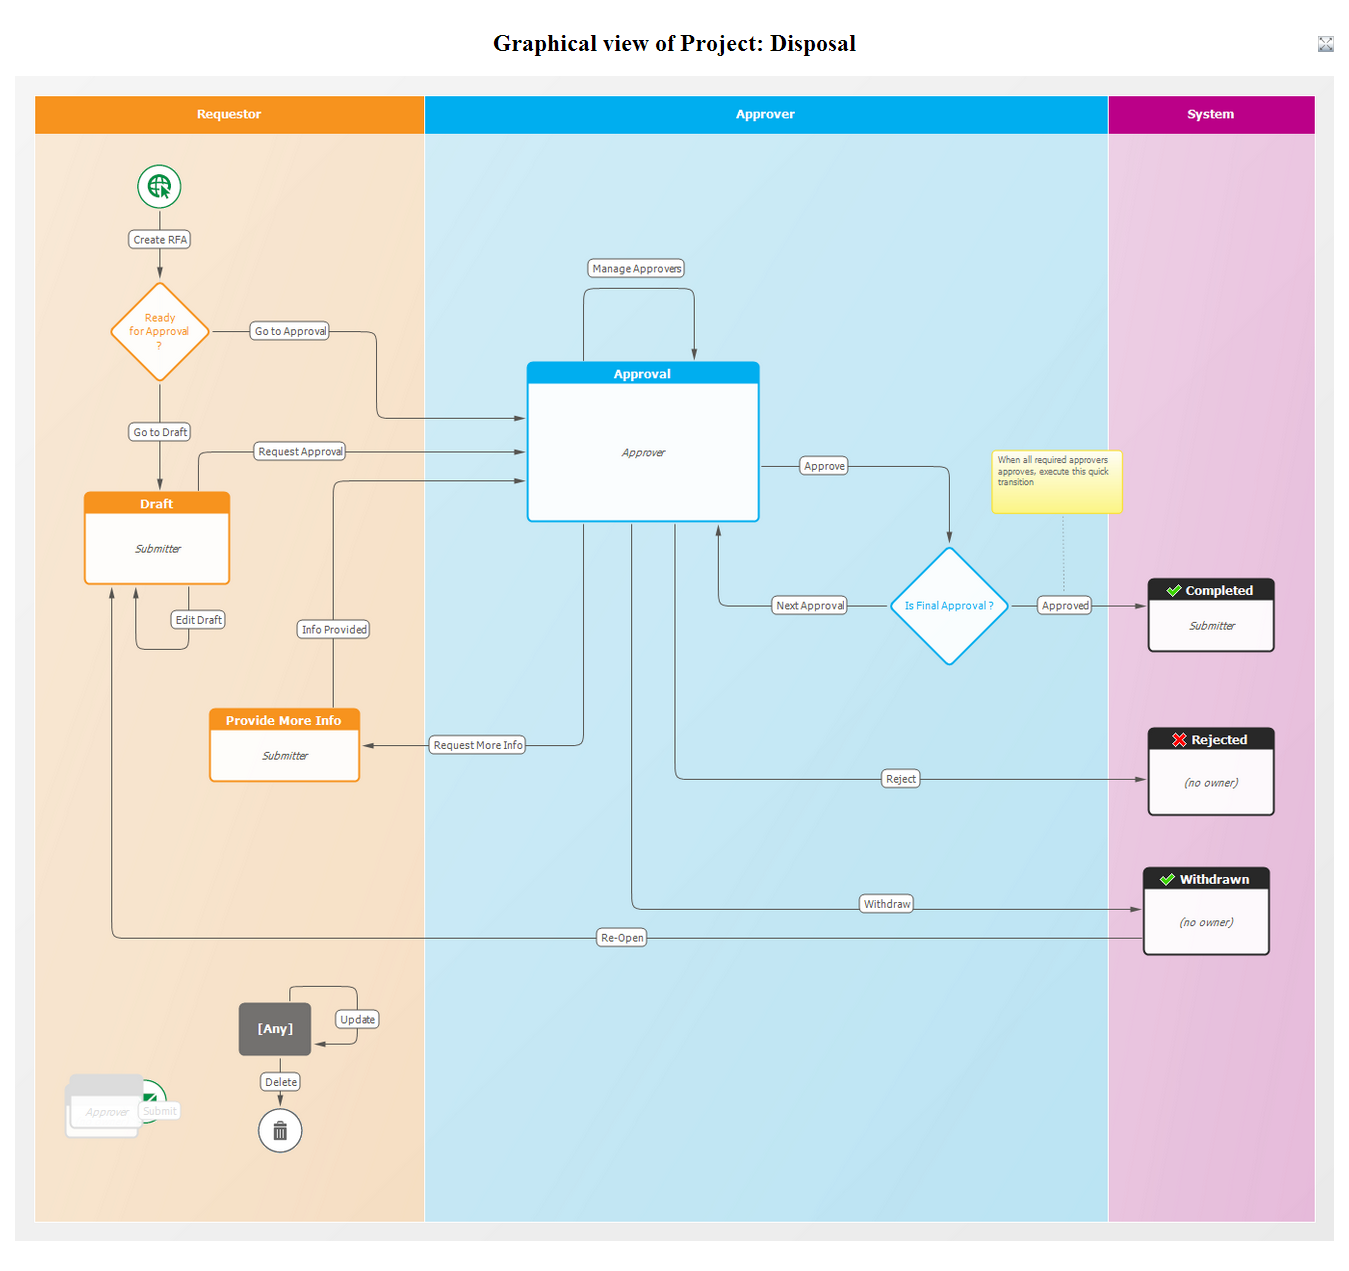 Graphical view of Project: Disposal
Requestor
Approver
System
Create RFA
Manage Approvers
Ready
for Approval
?
Go to Approval
Approval
Approver
Go to Draft
Request Approval
Approve
When all required approvers
approves, execute this quick
transition
Draft
Submitter
Edit Draft
Info Provided
Next Approval
Is Final Approval ?
Approved
Completed
Submitter
Provide More Info
Submitter
Request More Info
Rejected
(no owner)
Reject
Withdrawn
(no owner)
Withdraw
Re-Open
[Any]
Update
Delete
Approver
Submit